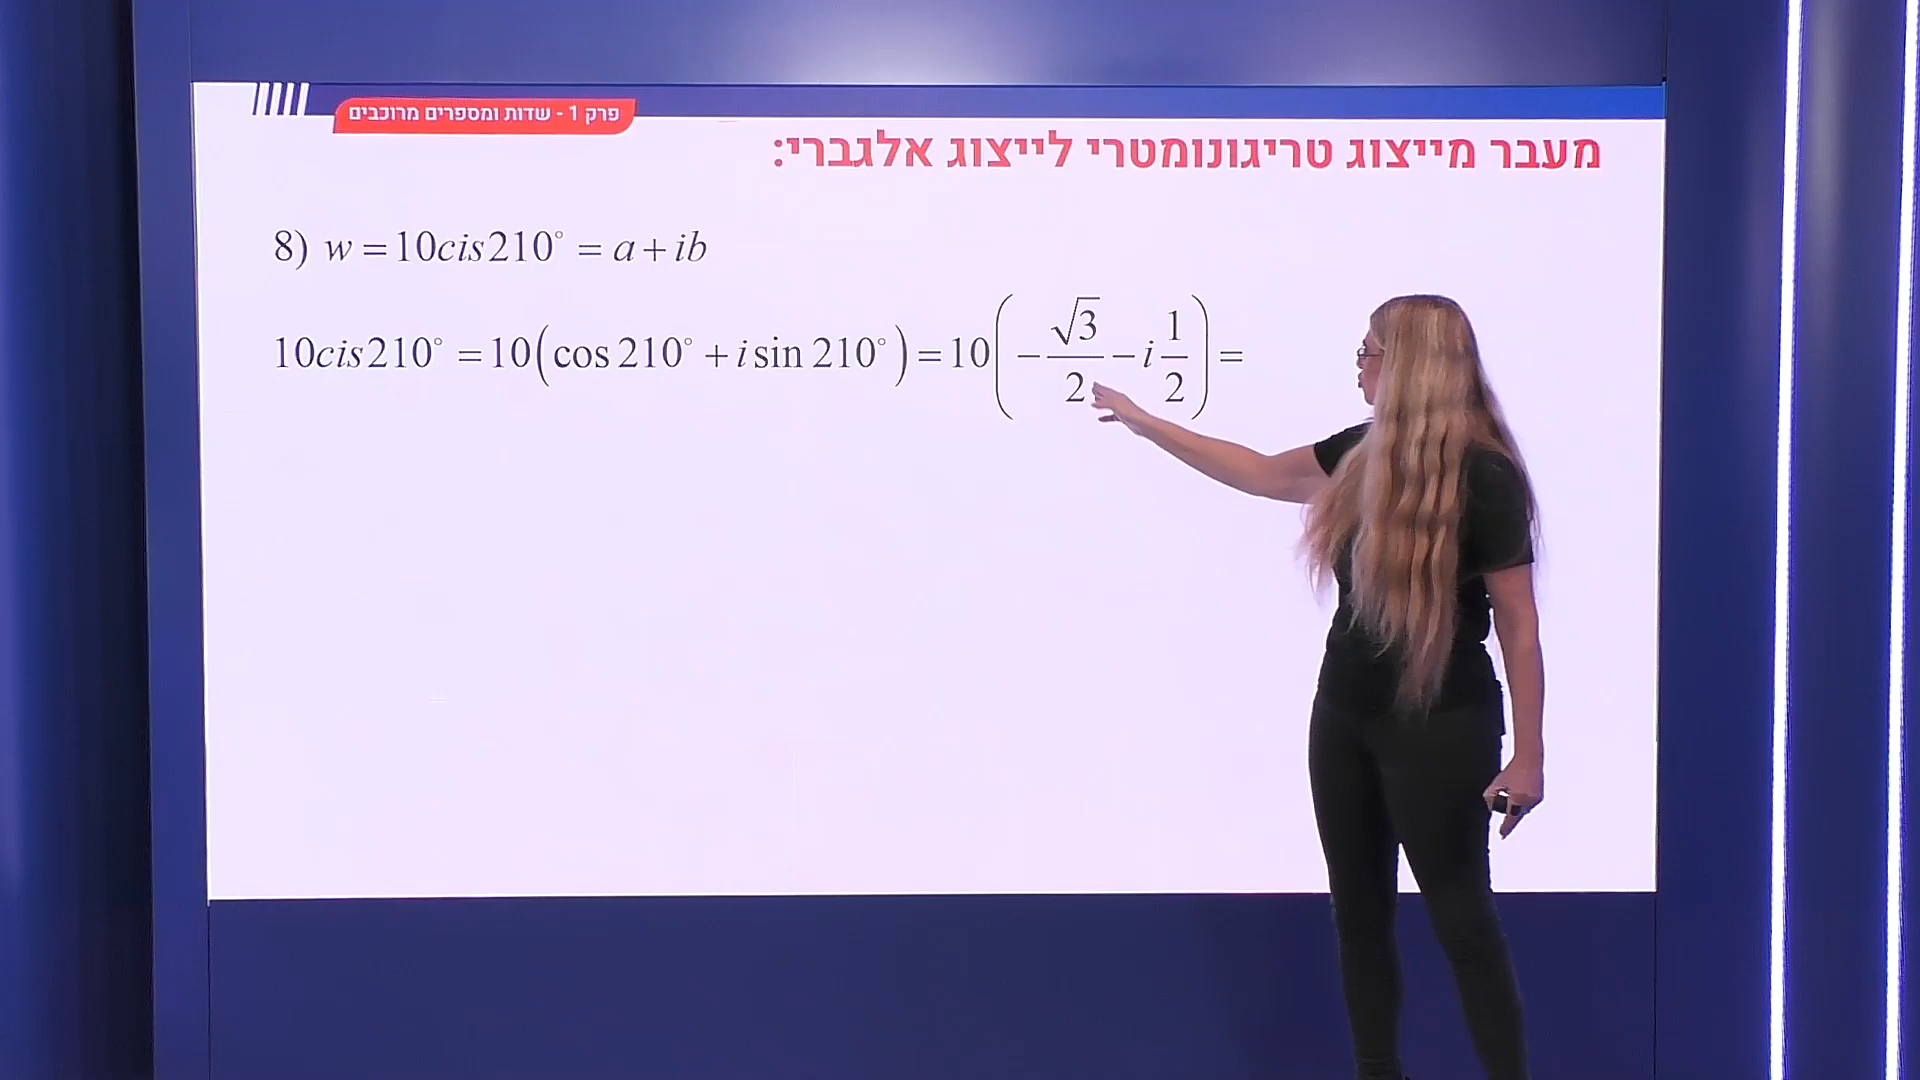 פרק 1 - שדות ומספרים מרוכבים
מעבר מייצוג טריגונומטרי לייצוג אלגברי:
8) w = 10cis210° = a + ib
10cis210° = 10(cos 210° + i sin 210°) = 10(-√3/2 - i 1/2) =